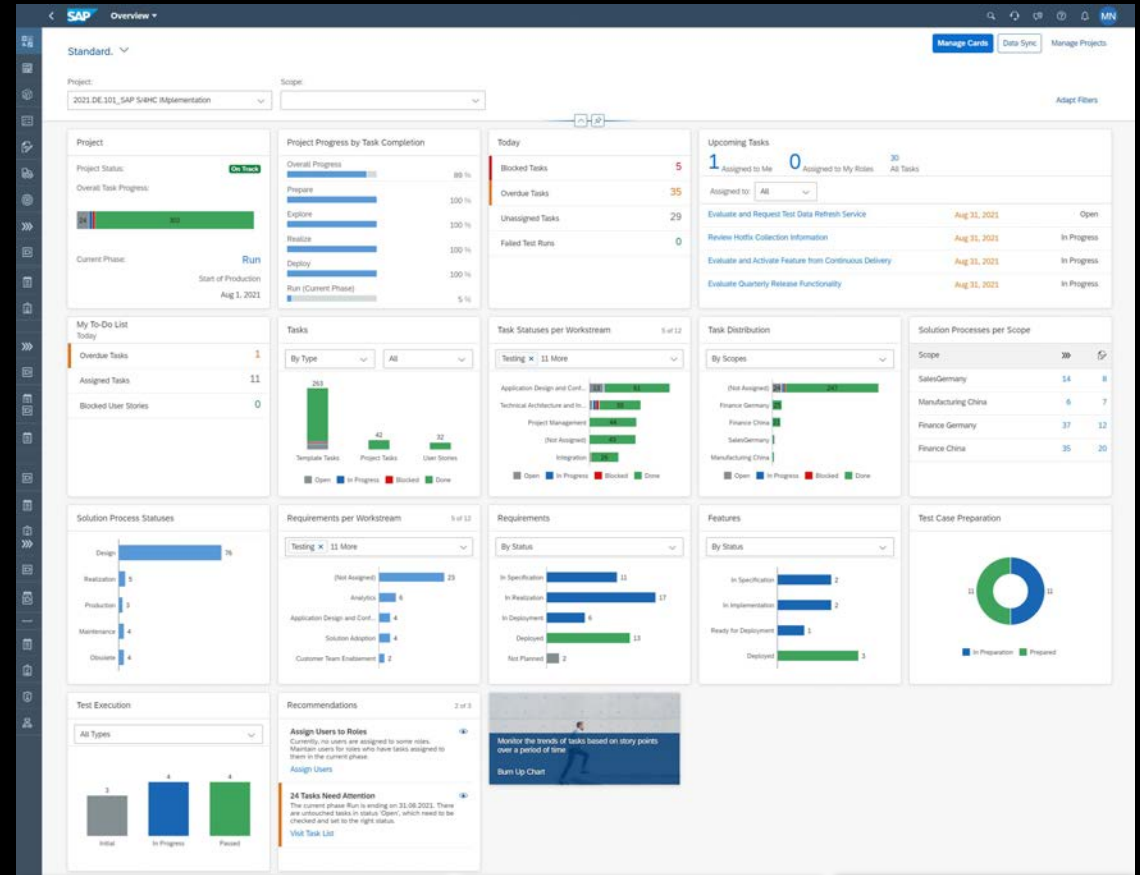 SAP Overview
MN
Standard.
Manage Cards
Data Sync
Manage Projects
Project:
2021.DE.101_SAP S/4HC IMpsementation
Scope:
Adapt Filters
Project
Project Status:
On Track
Overall Task Progress:
24
303
Current Phase:
Run
Start of Production
Aug 1, 2021
Project Progress by Task Completion
Overall Progress
89 %
Prepare
100 %
Explore
100 %
Realize
100 %
Deploy
100 %
Run (Current Phase)
5 %
Today
Blocked Tasks 5
Overdue Tasks 35
Unassigned Tasks 29
Failed Test Runs 0
Upcoming Tasks
1 Assigned to Me
0 Assigned to My Roles
30
All Tasks
Assigned to: All
Evaluate and Request Test Data Refresh Service Aug 31, 2021 Open
Review Hotfix Collection Information Aug 31, 2021 In Progress
Evaluate and Activate Feature from Continuous Delivery Aug 31, 2021 In Progress
Evaluate Quarterly Release Functionality Aug 31, 2021 In Progress
My To-Do List
Today
Overdue Tasks 1
Assigned Tasks 11
Blocked User Stories 0
Tasks
By Type
All
263
42
32
Template Tasks
Project Tasks
User Stories
Open In Progress Blocked Done
Task Statuses per Workstream 5 of 12
Testing × 11 More
Application Design and Conf...
Technical Architecture and In...
Project Management 44
(Not Assigned)
Integration
Open In Progress Blocked Done
Task Distribution
By Scopes
(Not Assigned) 24 247
Finance Germany
Finance China
SalesGermany
Manufacturing China
Open In Progress Blocked Done
Solution Processes per Scope
Scope
SalesGermany 14 8
Manufacturing China 6 7
Finance Germany 37 12
Finance China 35 20
Solution Process Statuses
Design 76
Realization 5
Production 3
Maintenance 4
Obsolete 4
Requirements per Workstream 5 of 12
Testing × 11 More
(Not Assigned) 23
Analytics 6
Application Design and Conf... 4
Solution Adoption 4
Customer Team Enablement 2
Requirements
By Status
In Specification 11
In Realization 17
In Deployment 6
Deployed 13
Not Planned 2
Features
By Status
In Specification 2
In Implementation 2
Ready for Deployment 1
Deployed 3
Test Case Preparation
11
11
In Preparation Prepared
Test Execution
All Types
3
4
4
Initial
In Progress
Passed
Recommendations 2 of 3
Assign Users to Roles
Currently, no users are assigned to some roles.
Maintain users for roles who have tasks assigned to
them in the current phase.
Assign Users
24 Tasks Need Attention
The current phase Run is ending on 31.08.2021. There
are untouched tasks in status 'Open', which need to be
checked and set to the right status.
Visit Task List
Monitor the trends of tasks based on story points
over a period of time
Burn Up Chart